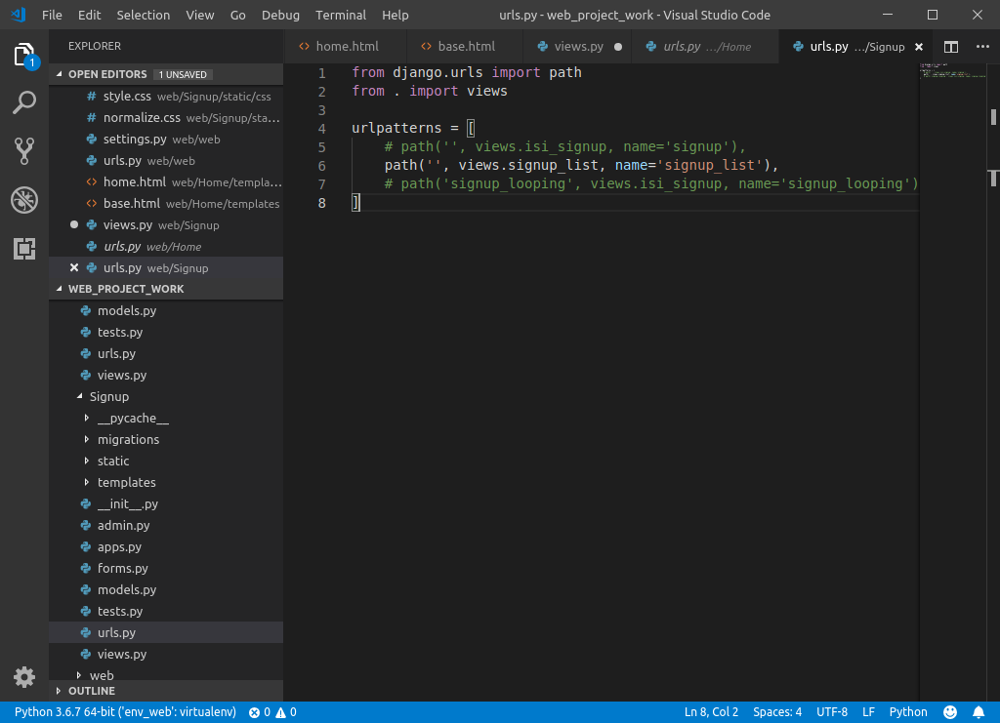 File Edit Selection View Go Debug Terminal Help urls.py - web_project_work - Visual Studio Code
EXPLORER
1
OPEN EDITORS 1 UNSAVED
style.css web/Signup/static/css
normalize.css web/Signup/sta...
settings.py web/web
urls.py web/web
home.html web/Home/templa...
base.html web/Home/templates
views.py web/Signup
urls.py web/Home
urls.py web/Signup
WEB_PROJECT_WORK
models.py
tests.py
urls.py
views.py
Signup
__pycache__
migrations
static
templates
__init__.py
admin.py
apps.py
forms.py
models.py
tests.py
urls.py
views.py
web
OUTLINE
home.html base.html views.py urls.py .../Home urls.py .../Signup
1 from django.urls import path
2 from . import views
3
4 urlpatterns = [
5 # path('', views.isi_signup, name='signup'),
6 path('', views.signup_list, name='signup_list'),
7 # path('signup_looping', views.isi_signup, name='signup_looping')
8 ]
Python 3.6.7 64-bit ('env_web': virtualenv) 0 0 Ln 8, Col 2 Spaces: 4 UTF-8 LF Python